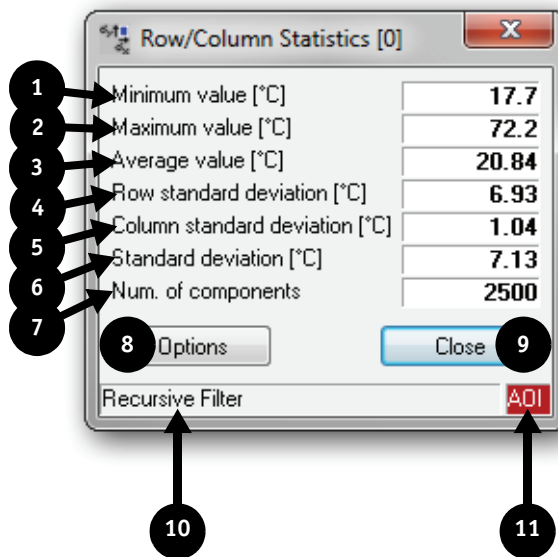 Row/Column Statistics [0]
1 Minimum value [°C] 17.7
2 Maximum value [°C] 72.2
3 Average value [°C] 20.84
4 Row standard deviation [°C] 6.93
5 Column standard deviation [°C] 1.04
6 Standard deviation [°C] 7.13
7 Num. of components 2500
8 Options Close 9
Recursive Filter AOI
10 11